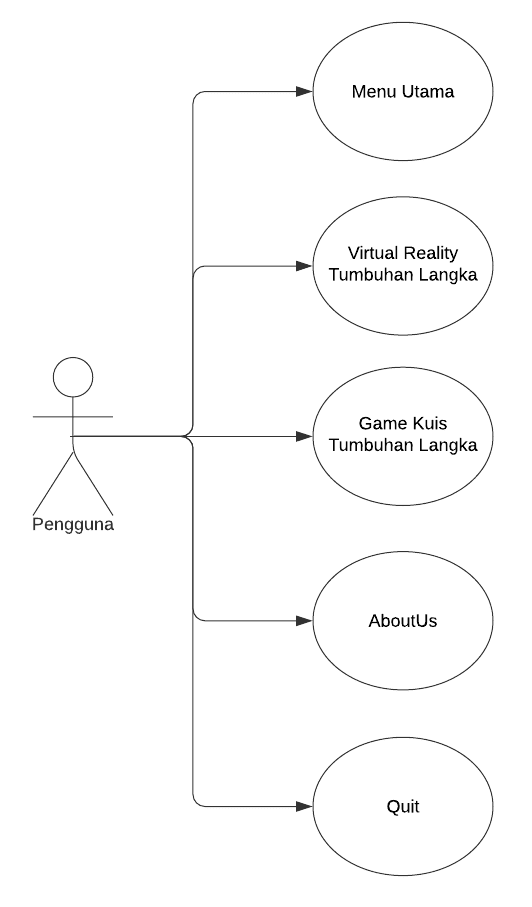 Menu Utama
Virtual Reality
Tumbuhan Langka
Game Kuis
Tumbuhan Langka
Pengguna
AboutUs
Quit